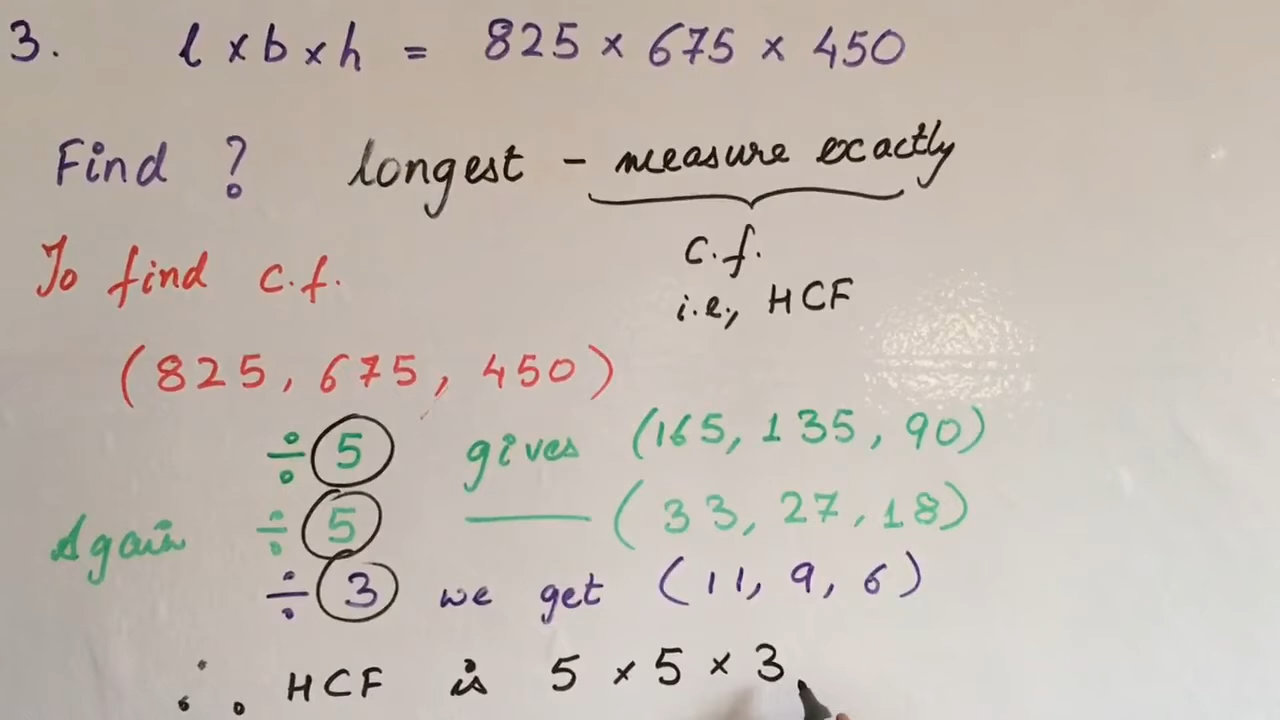 3. l x b x h = 825 x 675 x 450
Find ? longest - measure exactly
c.f.
i.e., HCF
To find c.f.
(825, 675, 450)
÷ 5 gives (165, 135, 90)
Again ÷ 5 —— (33, 27, 18)
÷ 3 we get (11, 9, 6)
∴ HCF is 5 x 5 x 3